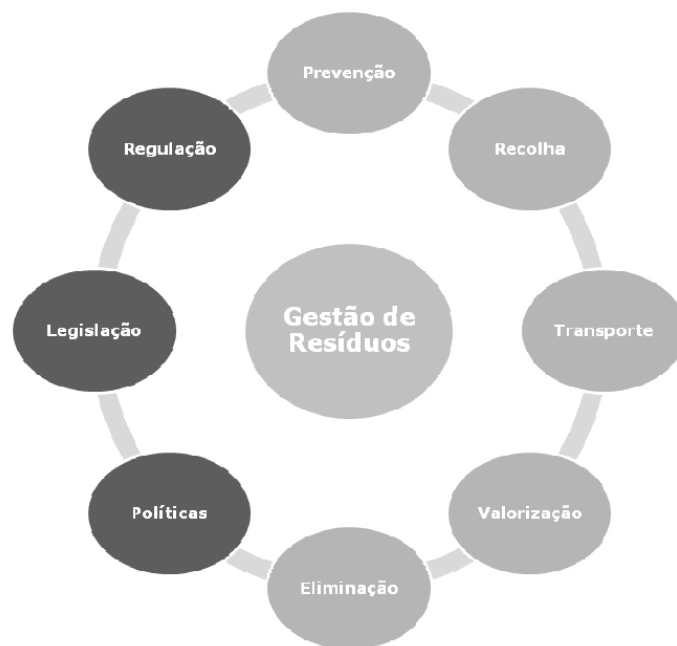 Prevenção
Regulação
Recolha
Legislação
Gestão de
Resíduos
Transporte
Políticas
Valorização
Eliminação